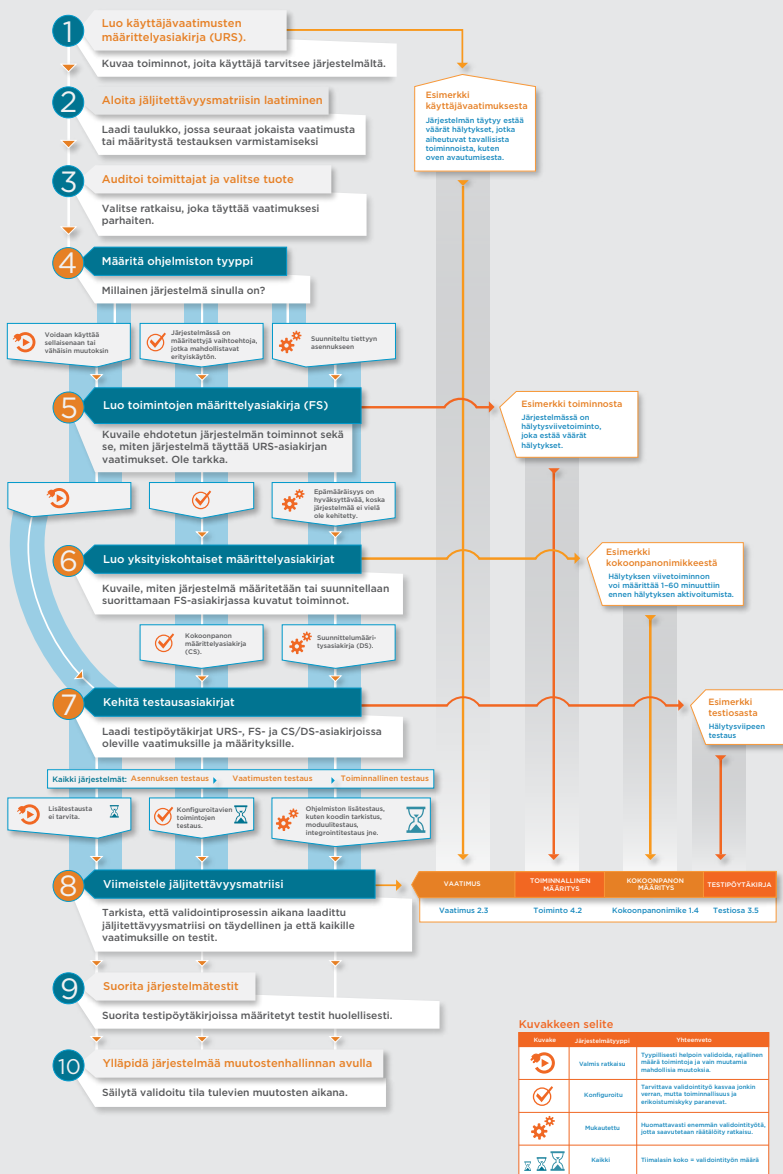 1
Luo käyttäjävaatimusten
määrittelyasiakirja (URS).
Kuvaa toiminnot, joita käyttäjä tarvitsee järjestelmältä.
2
Aloita jäljitettävyysmatriisin laatiminen
Laadi taulukko, jossa seuraat jokaista vaatimusta
tai määritystä testauksen varmistamiseksi
3
Auditoi toimittajat ja valitse tuote
Valitse ratkaisu, joka täyttää vaatimuksesi
parhaiten.
4
Määritä ohjelmiston tyyppi
Millainen järjestelmä sinulla on?
Voidaan käyttää
sellaisenaan tai
vähäisin muutoksin
Järjestelmässä on
määritettyjä vaihtoehtoja,
jotka mahdollistavat
erityiskäytön.
Suunniteltu tiettyyn
asennukseen
Esimerkki
käyttäjävaatimuksesta
Järjestelmän täytyy estää
väärät hälytykset, jotka
aiheutuvat tavallisista
toiminnoista, kuten
oven avautumisesta.
5
Luo toimintojen määrittelyasiakirja (FS)
Kuvaile ehdotetun järjestelmän toiminnot sekä
se, miten järjestelmä täyttää URS-asiakirjan
vaatimukset. Ole tarkka.
Esimerkki toiminnosta
Järjestelmässä on
hälytysviivetoiminto,
joka estää väärät
hälytykset.
Epämääräisyys on
hyväksyttävää, koska
järjestelmää ei vielä
ole kehitetty.
6
Luo yksityiskohtaiset määrittelyasiakirjat
Kuvaile, miten järjestelmä määritetään tai suunnitellaan
suorittamaan FS-asiakirjassa kuvatut toiminnot.
Esimerkki
kokoonpanonimikkeestä
Hälytyksen viivetoiminnon
voi määrittää 1–60 minuuttiin
ennen hälytyksen aktivoitumista.
Kokoonpanon
määrittelyasiakirja
(CS).
Suunnittelumääri-
tysasiakirja (DS).
7
Kehitä testausasiakirjat
Laadi testipöytäkirjat URS-, FS- ja CS/DS-asiakirjoissa
oleville vaatimuksille ja määrityksille.
Esimerkki
testiosasta
Hälytysviipeen
testaus
Kaikki järjestelmät: Asennuksen testaus Vaatimusten testaus Toiminnallinen testaus
Lisätestausta
ei tarvita.
Konfiguroitavien
toimintojen
testaus.
Ohjelmiston lisätestaus,
kuten koodin tarkistus,
moduulitestaus,
integrointitestaus jne.
8
Viimeistele jäljitettävyysmatriisi
Tarkista, että validointiprosessin aikana laadittu
jäljitettävyysmatriisi on täydellinen ja että kaikille
vaatimuksille on testit.
VAATIMUS
TOIMINNALLINEN
MÄÄRITYS
KOKOONPANON
MÄÄRITYS
TESTIPÖYTÄKIRJA
Vaatimus 2.3
Toiminto 4.2
Kokoonpanonimike 1.4
Testiosa 3.5
9
Suorita järjestelmätestit
Suorita testipöytäkirjoissa määritetyt testit huolellisesti.
10
Ylläpidä järjestelmää muutostenhallinnan avulla
Säilytä validoitu tila tulevien muutosten aikana.
Kuvakkeen selite
Kuvake Järjestelmätyyppi Yhteenveto
Valmis ratkaisu
Tyypillisesti helpoin validoida, rajallinen
määrä toimintoja ja vain muutamia
mahdollisia muutoksia.
Konfiguroitu
Tarvittava validointityö kasvaa jonkin
verran, mutta toiminnallisuus ja
erikoistumiskyky paranevat.
Mukautettu
Huomattavasti enemmän validointityötä,
jotta saavutetaan räätälöity ratkaisu.
Kaikki
Tiimalasin koko = validointityön määrä